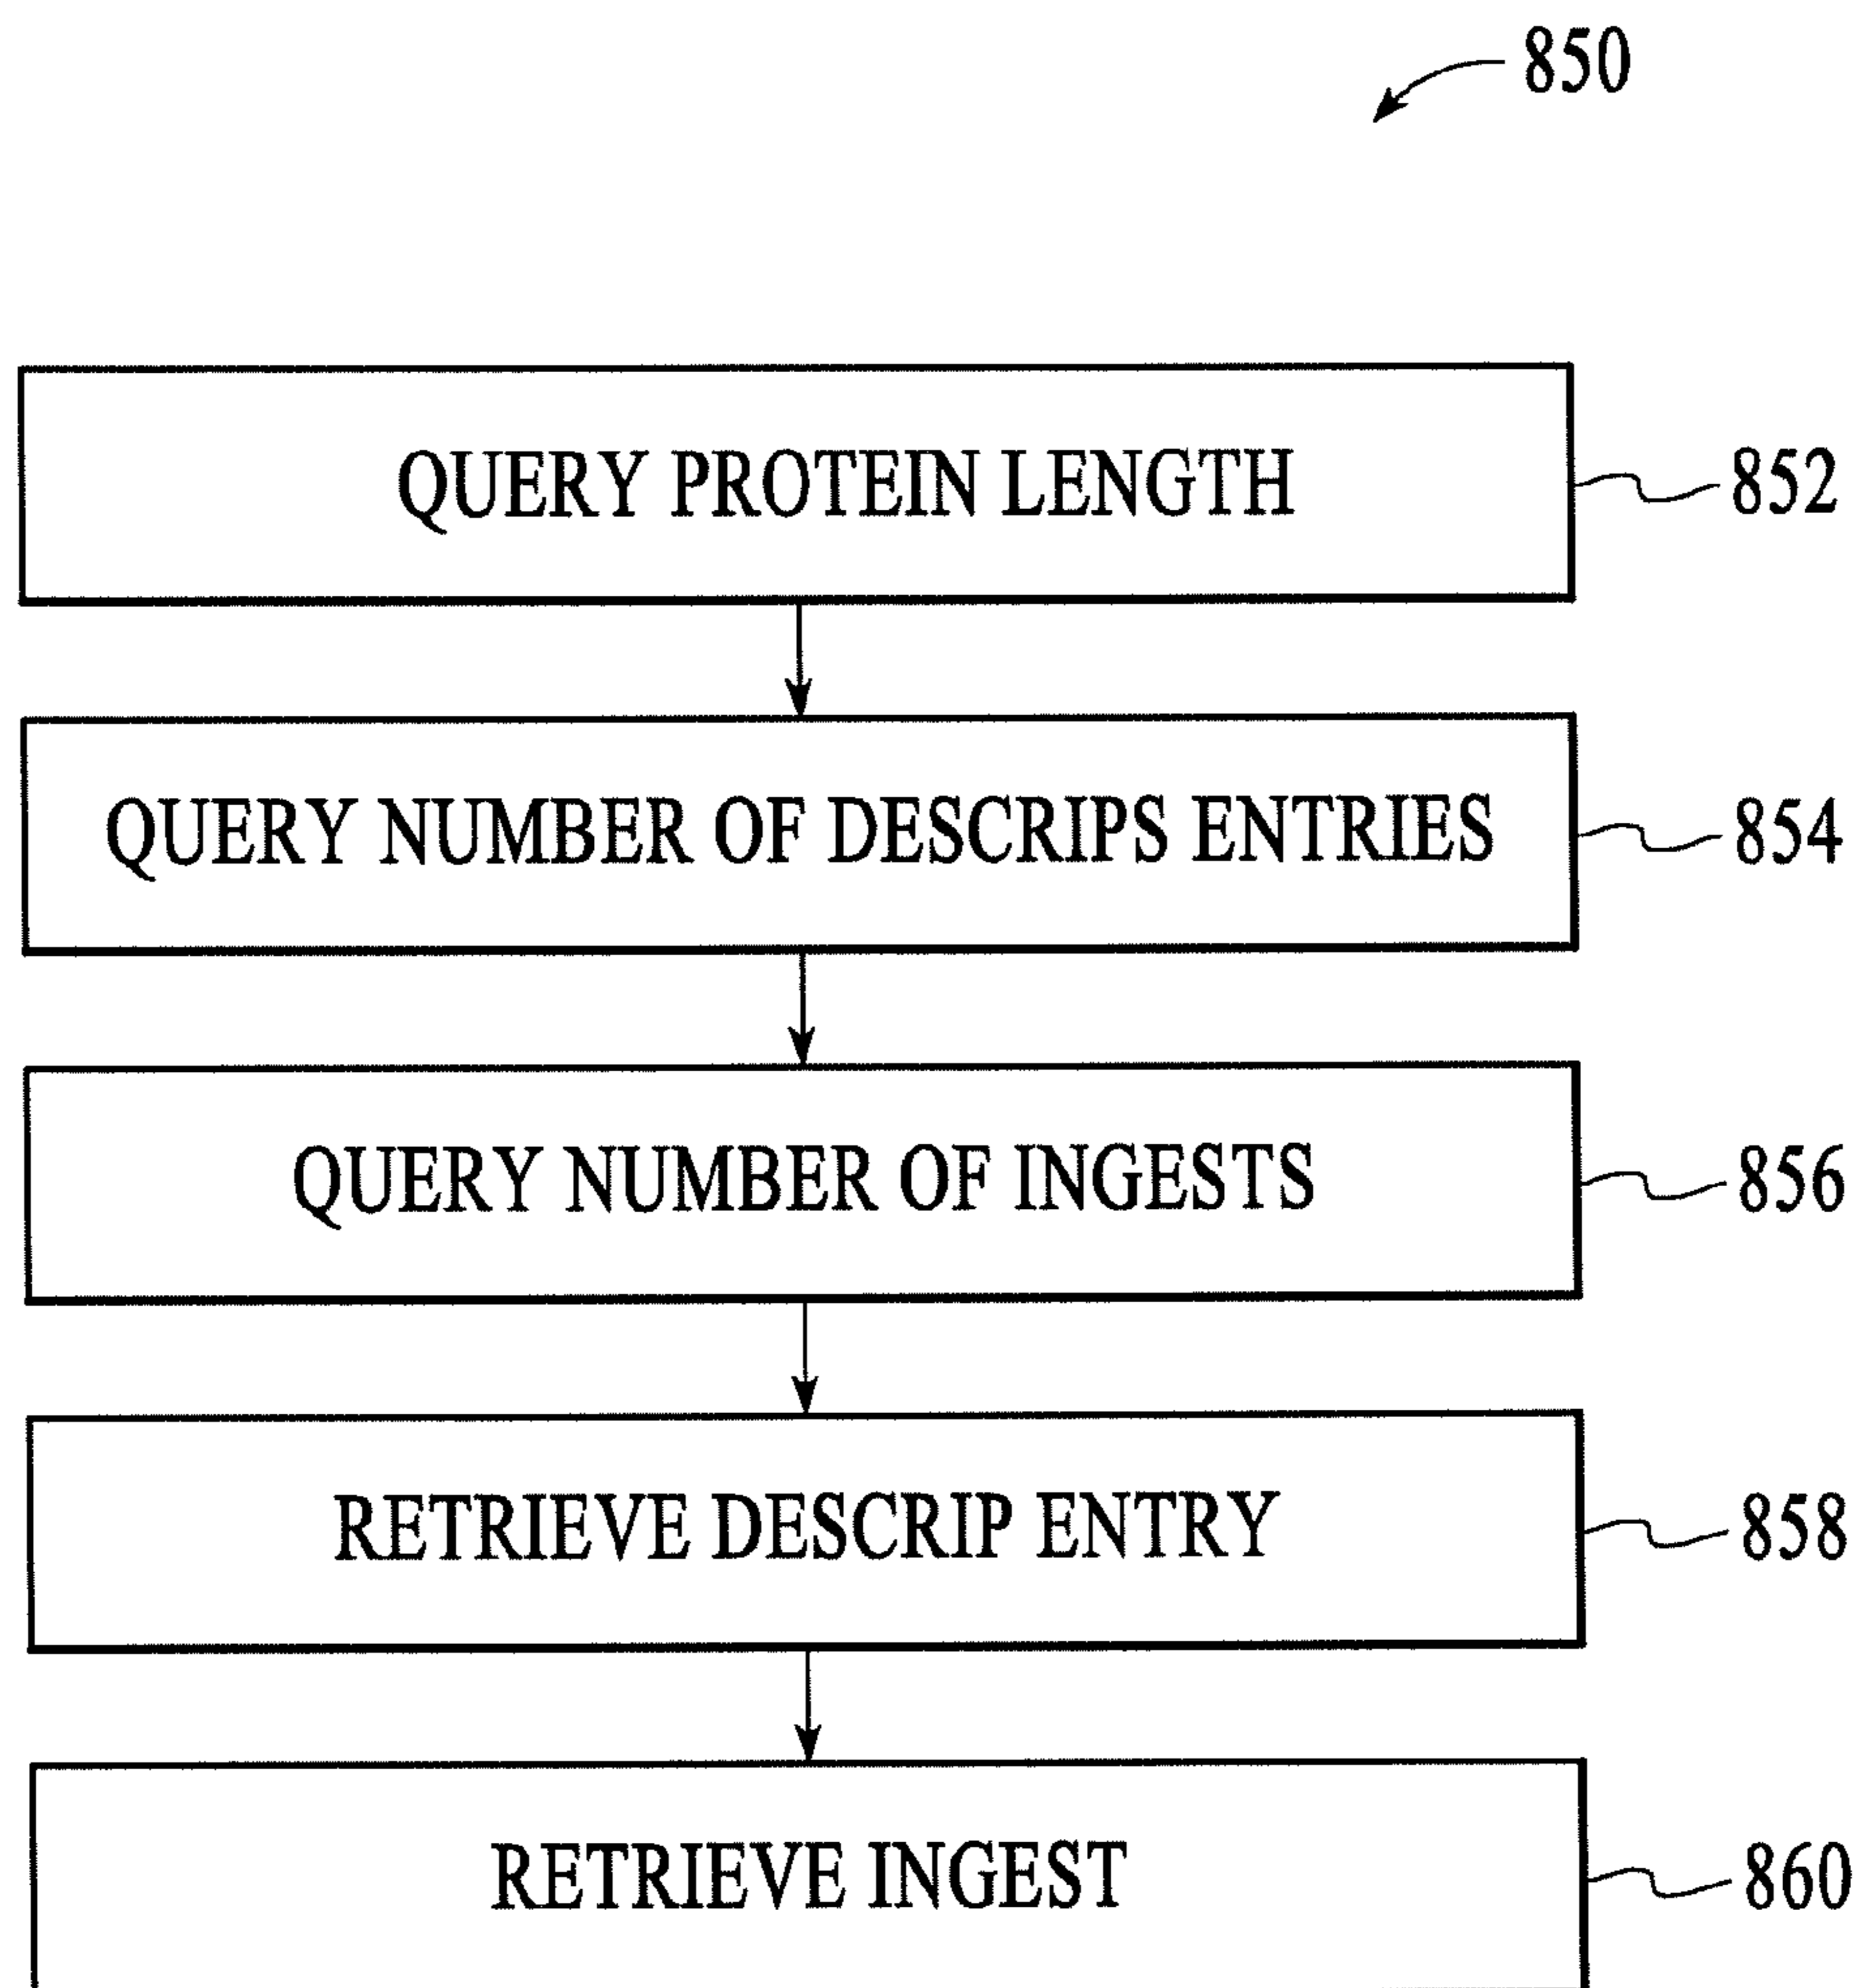 850
QUERY PROTEIN LENGTH
852
QUERY NUMBER OF DESCRIPS ENTRIES
854
QUERY NUMBER OF INGESTS
856
RETRIEVE DESCRIP ENTRY
858
RETRIEVE INGEST
860